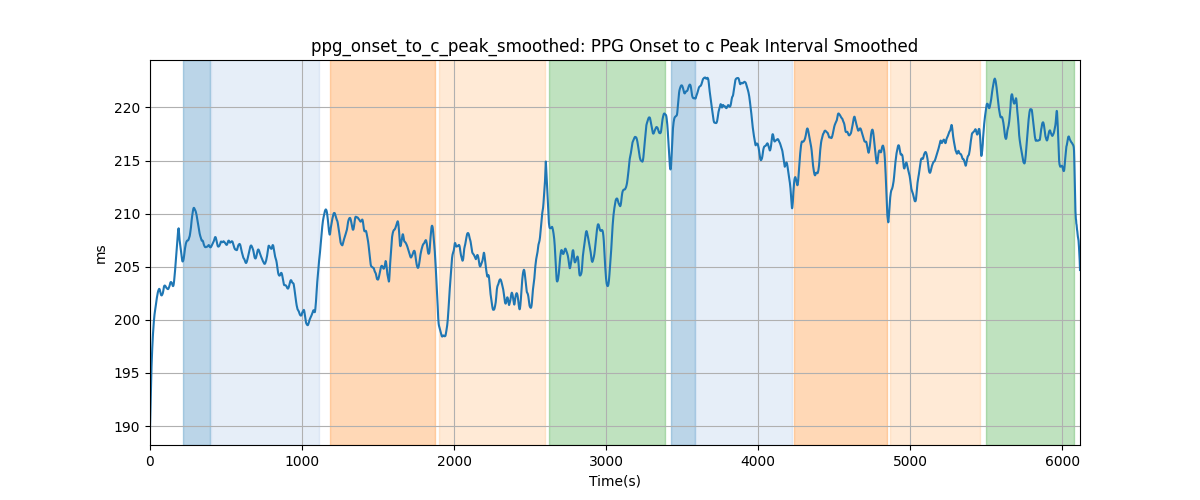 ppg_onset_to_c_peak_smoothed: PPG Onset to c Peak Interval Smoothed
220
215
210
205
200
195
190
ms
0 1000 2000 3000 4000 5000 6000
Time(s)